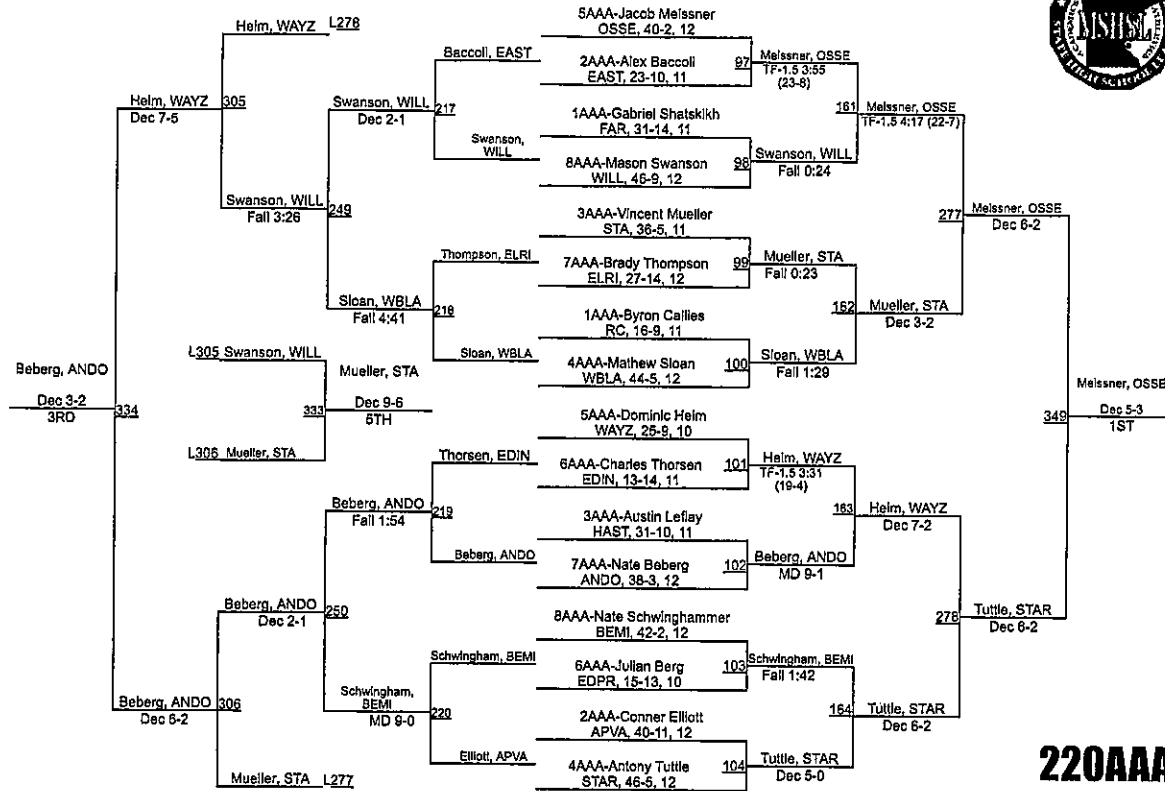 5AAA-Jacob Meissner
OSSE, 40-2, 12
2AAA-Alex Baccoli
EAST, 23-10, 11
1AAA-Gabriel Shatskikh
FAR, 31-14, 11
8AAA-Mason Swanson
WILL, 46-9, 12
3AAA-Vincent Mueller
STA, 36-5, 11
7AAA-Brady Thompson
ELRI, 27-14, 12
1AAA-Byron Callies
RC, 16-9, 11
4AAA-Mathew Sloan
WBLA, 44-5, 12
5AAA-Dominic Heim
WAYZ, 25-9, 10
6AAA-Charles Thorsen
EDIN, 13-14, 11
3AAA-Austin Leflay
HAST, 31-10, 11
7AAA-Nate Beberg
ANDO, 38-3, 12
8AAA-Nate Schwinghammer
BEMI, 42-2, 12
6AAA-Julian Berg
EDPR, 15-13, 10
2AAA-Conner Elliott
APVA, 40-11, 12
4AAA-Antony Tuttle
STAR, 46-5, 12
97
Meissner, OSSE
TF-1.5 3:55
(23-8)
98
Swanson, WILL
Fall 0:24
99
Mueller, STA
Fall 0:23
100
Sloan, WBLA
Fall 1:29
101
Heim, WAYZ
TF-1.5 3:31
(19-4)
102
Beberg, ANDO
MD 9-1
103
Schwingham, BEMI
Fall 1:42
104
Tuttle, STAR
Dec 5-0
161
Meissner, OSSE
TF-1.5 4:17 (22-7)
162
Mueller, STA
Dec 3-2
163
Heim, WAYZ
Dec 7-2
164
Tuttle, STAR
Dec 6-2
277
Meissner, OSSE
Dec 6-2
278
Tuttle, STAR
Dec 6-2
349
Meissner, OSSE
Dec 5-3
1ST
Baccoli, EAST
217
Swanson,
WILL
Thompson, ELRI
218
Sloan, WBLA
Thorsen, EDIN
219
Beberg, ANDO
Schwingham, BEMI
220
Elliott, APVA
Swanson, WILL
Dec 2-1
249
Sloan, WBLA
Fall 4:41
Beberg, ANDO
Fall 1:54
250
Schwingham,
BEMI
MD 9-0
Heim, WAYZ L278
305
Swanson, WILL
Fall 3:26
Beberg, ANDO
Dec 2-1
306
Mueller, STA L277
Heim, WAYZ
Dec 7-5
334
Beberg, ANDO
Dec 6-2
Beberg, ANDO
Dec 3-2
3RD
L305 Swanson, WILL
333
L306 Mueller, STA
Mueller, STA
Dec 9-6
5TH
MSHSL
220AAA